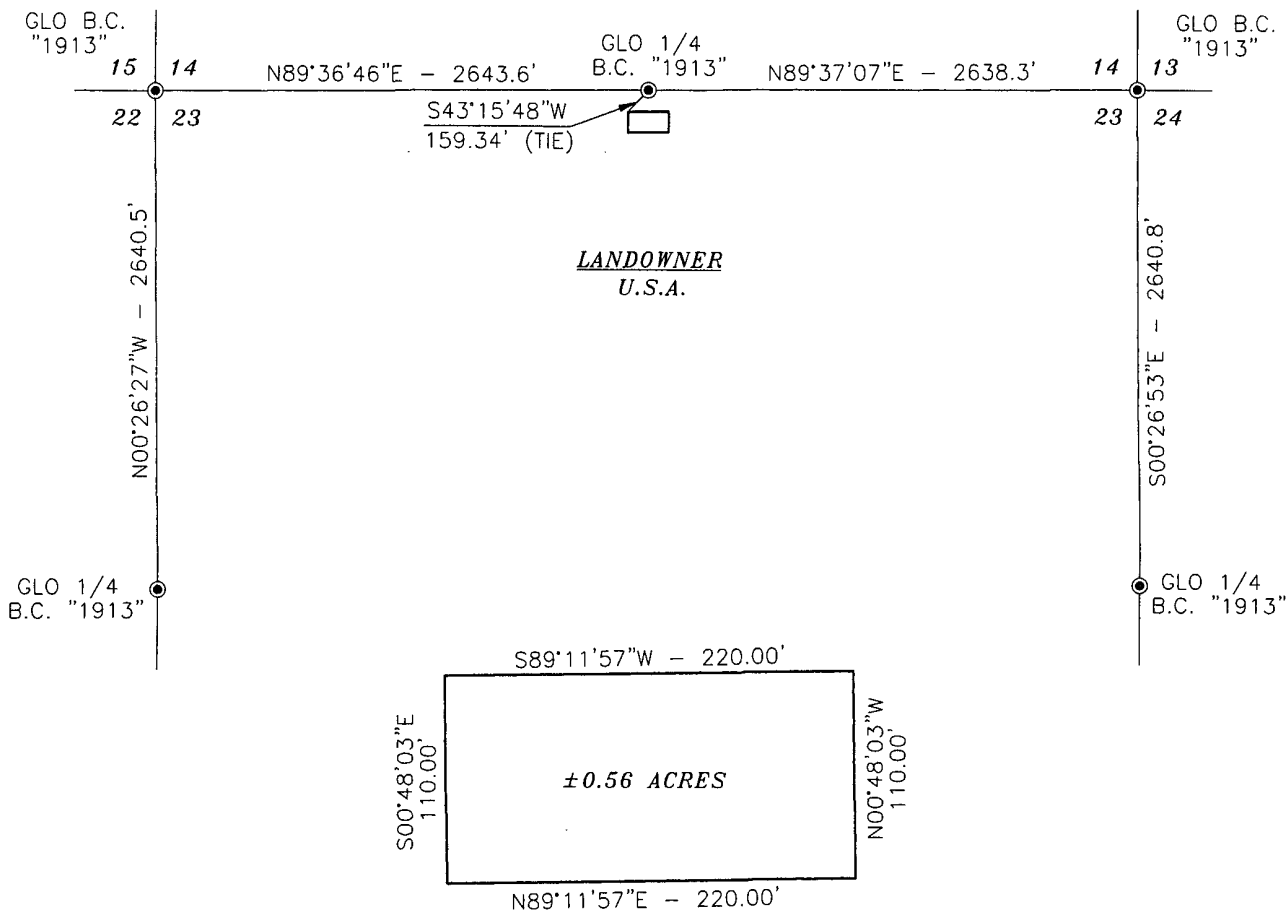 GLO B.C.
"1913"
GLO 1/4
B.C. "1913"
GLO B.C.
"1913"
15 14
N89°36'46"E – 2643.6'
N89°37'07"E – 2638.3'
14 13
22 23
S43°15'48"W
159.34' (TIE)
23 24
N00°26'27"W – 2640.5'
LANDOWNER
U.S.A.
S00°26'53"E – 2640.8'
GLO 1/4
B.C. "1913"
GLO 1/4
B.C. "1913"
S89°11'57"W – 220.00'
S00°48'03"E
110.00'
±0.56 ACRES
N00°48'03"W
110.00'
N89°11'57"E – 220.00'